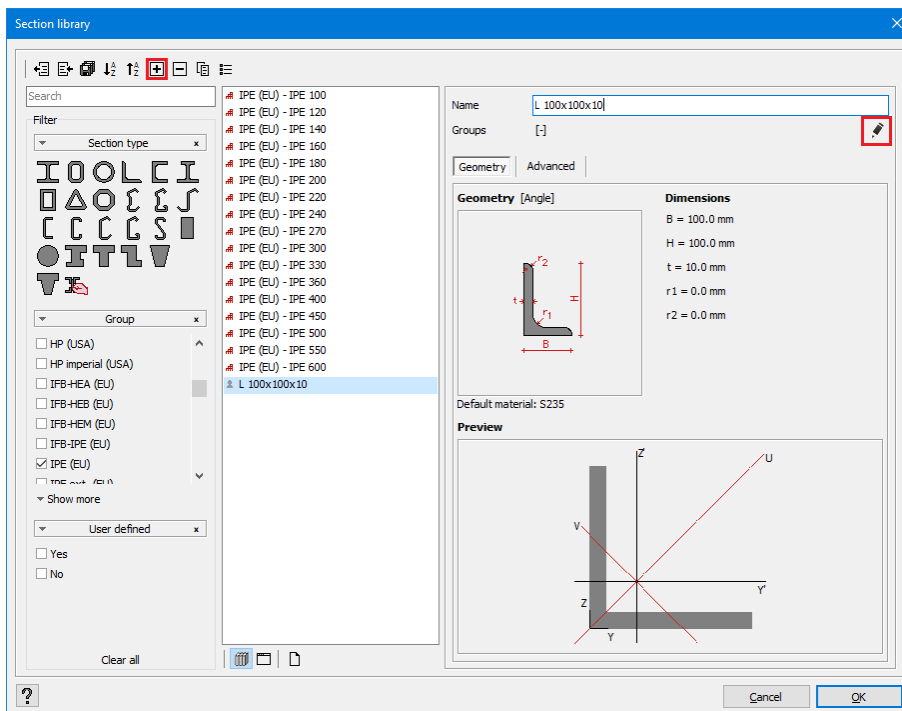 Section library
Search
Filter
Section type
Group
HP (USA)
HP imperial (USA)
IFB-HEA (EU)
IFB-HEB (EU)
IFB-HEM (EU)
IFB-IPE (EU)
IPE (EU)
IPE ext. (EU)
Show more
User defined
Yes
No
Clear all
IPE (EU) - IPE 100
IPE (EU) - IPE 120
IPE (EU) - IPE 140
IPE (EU) - IPE 160
IPE (EU) - IPE 180
IPE (EU) - IPE 200
IPE (EU) - IPE 220
IPE (EU) - IPE 240
IPE (EU) - IPE 270
IPE (EU) - IPE 300
IPE (EU) - IPE 330
IPE (EU) - IPE 360
IPE (EU) - IPE 400
IPE (EU) - IPE 450
IPE (EU) - IPE 500
IPE (EU) - IPE 550
IPE (EU) - IPE 600
L 100x100x10
Name L 100x100x10
Groups [-]
Geometry Advanced
Geometry [Angle]
r2
t
H
r1
B
Dimensions
B = 100.0 mm
H = 100.0 mm
t = 10.0 mm
r1 = 0.0 mm
r2 = 0.0 mm
Default material: S235
Preview
Z'
U
V
Y'
Z
Y
?
Cancel OK